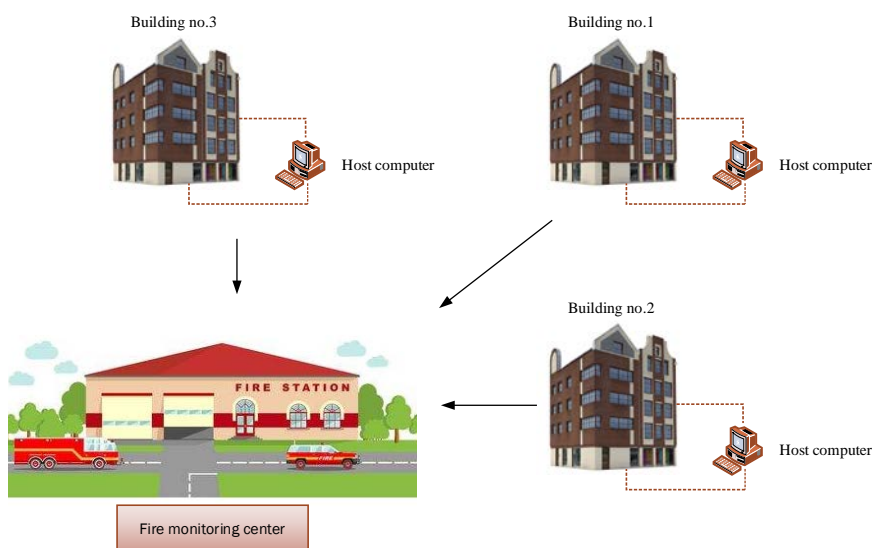 Building no.3
Building no.1
Host computer
Host computer
Building no.2
FIRE STATION
Host computer
FIRE
Fire monitoring center